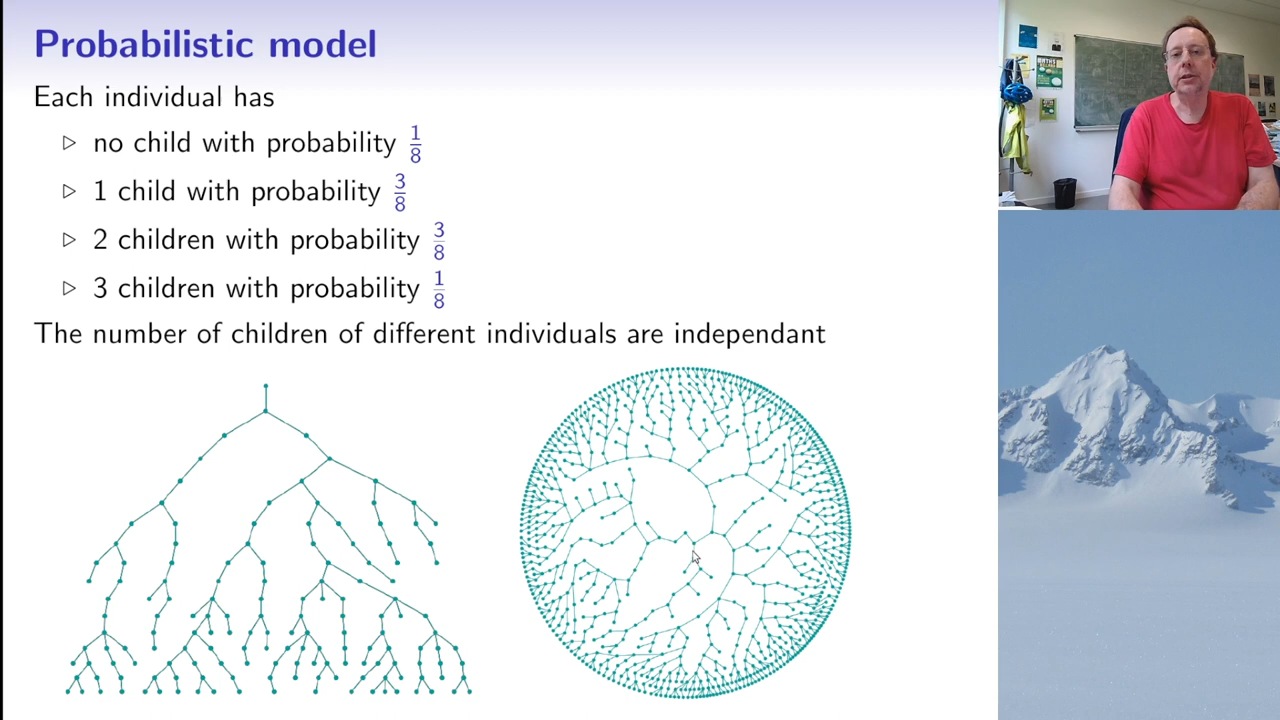 Probabilistic model
Each individual has
▷ no child with probability 1/8
▷ 1 child with probability 3/8
▷ 2 children with probability 3/8
▷ 3 children with probability 1/8
The number of children of different individuals are independant